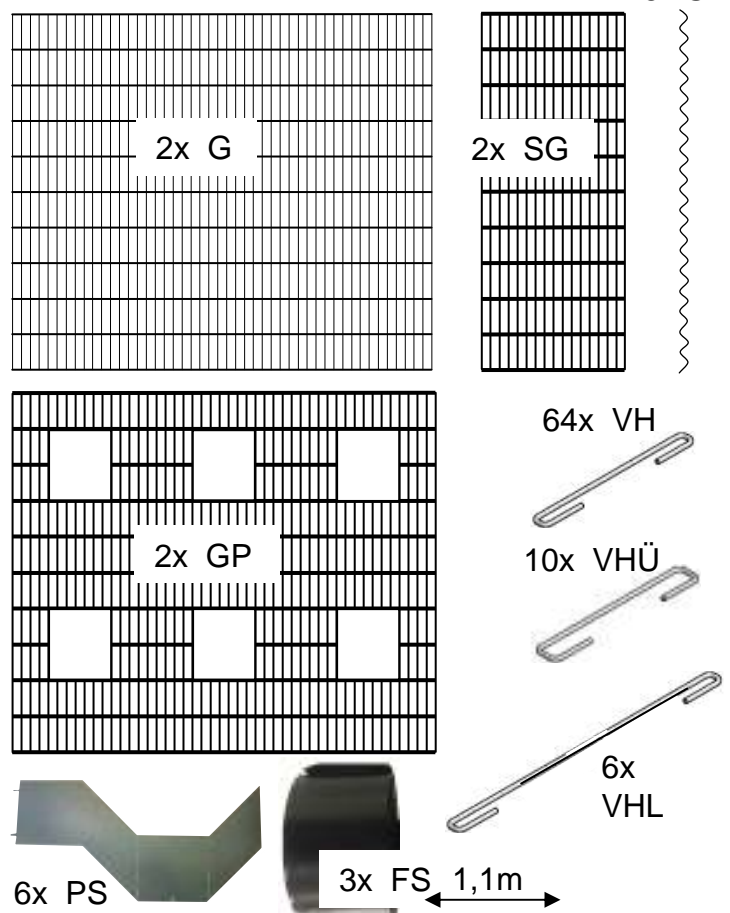 2x G
2x SG
64x VH
2x GP
10x VHÜ
6x
VHL
6x PS
3x FS 1,1m